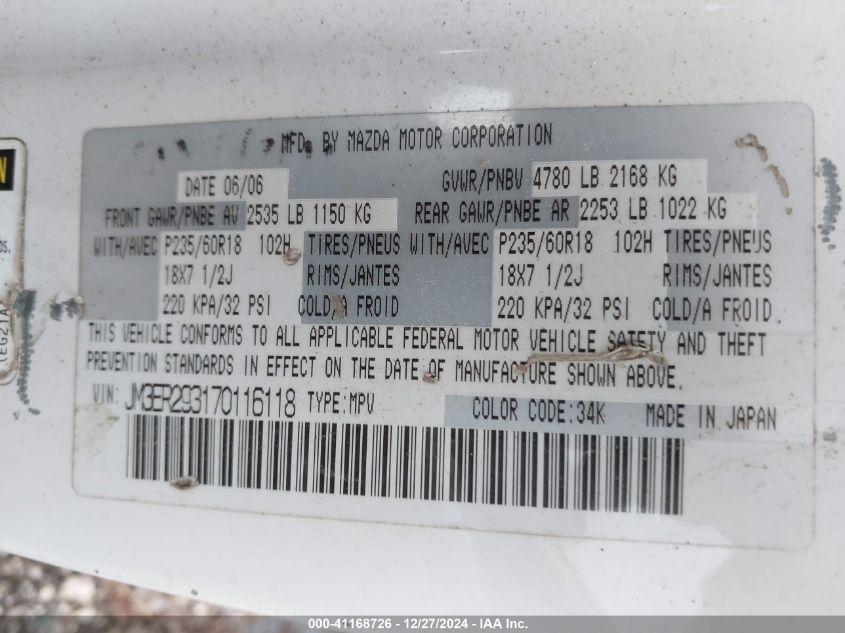 MFD. BY MAZDA MOTOR CORPORATION
DATE 06/06 GVWR/PNBV 4780 LB 2168 KG
FRONT GAWR/PNBE AV 2535 LB 1150 KG REAR GAWR/PNBE AR 2253 LB 1022 KG
WITH/AVEC P235/60R18 102H TIRES/PNEUS WITH/AVEC P235/60R18 102H TIRES/PNEUS
18X7 1/2J RIMS/JANTES 18X7 1/2J RIMS/JANTES
220 KPA/32 PSI COLD/A FROID 220 KPA/32 PSI COLD/A FROID
THIS VEHICLE CONFORMS TO ALL APPLICABLE FEDERAL MOTOR VEHICLE SAFETY AND THEFT
PREVENTION STANDARDS IN EFFECT ON THE DATE OF MANUFACTURE SHOWN ABOVE.
VIN: JM3ER293170116118 TYPE:MPV COLOR CODE:34K MADE IN JAPAN
000-41168726 - 12/27/2024 - IAA Inc.